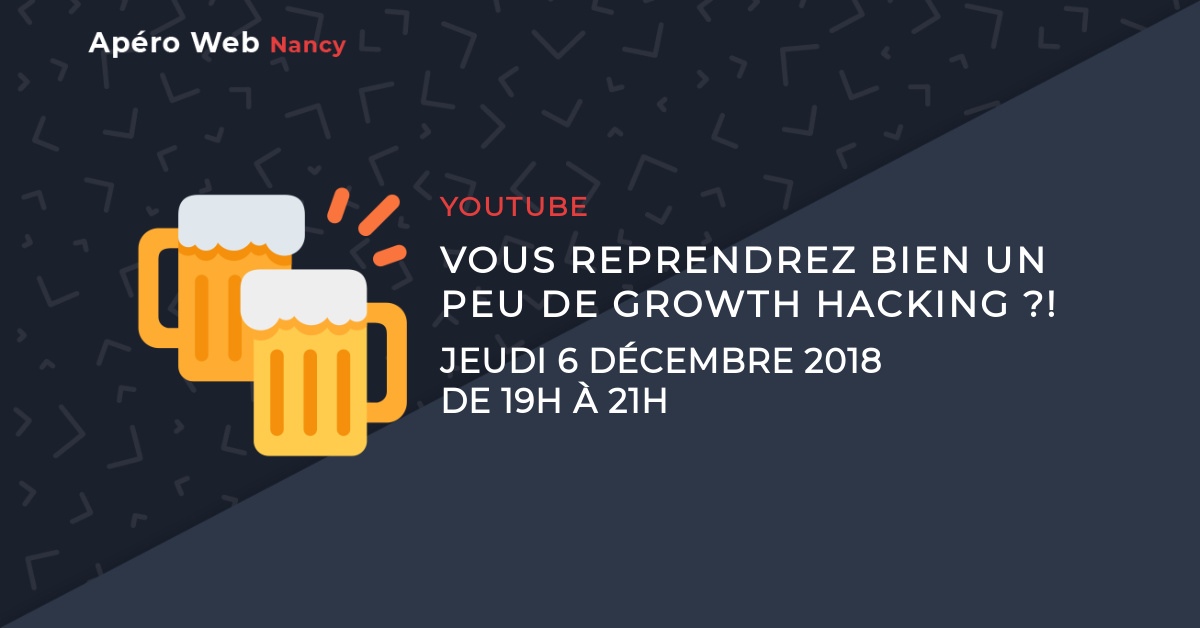 Apéro Web Nancy
YOUTUBE
VOUS REPRENDREZ BIEN UN
PEU DE GROWTH HACKING ?!
JEUDI 6 DÉCEMBRE 2018
DE 19H À 21H